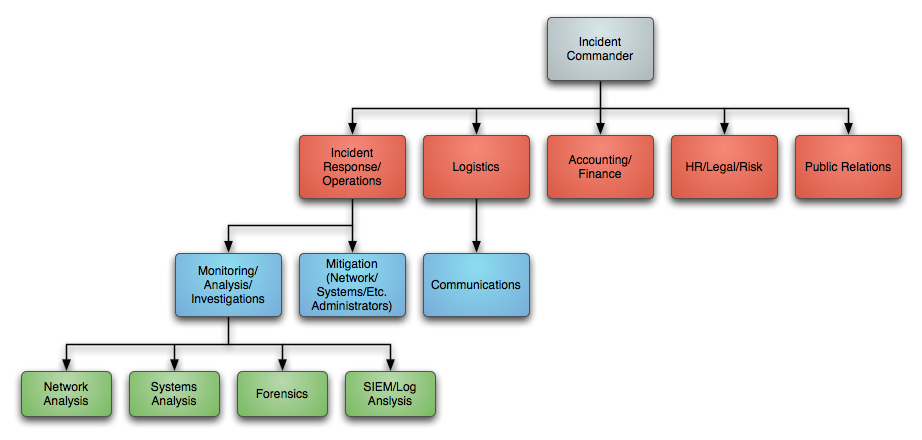 Incident
Commander
Incident
Response/
Operations
Logistics
Accounting/
Finance
HR/Legal/Risk
Public Relations
Monitoring/
Analysis/
Investigations
Mitigation
(Network/
Systems/Etc.
Administrators)
Communications
Network
Analysis
Systems
Analysis
Forensics
SIEM/Log
Anslysis